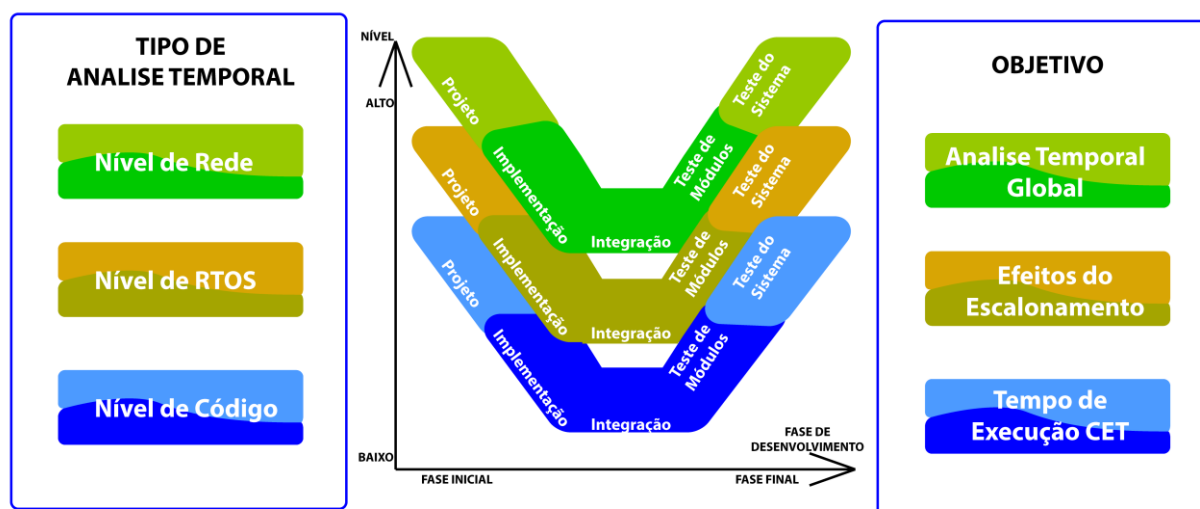 TIPO DE
ANALISE TEMPORAL
Nível de Rede
Nível de RTOS
Nível de Código
NÍVEL
ALTO
BAIXO
Projeto
Implementação
Integração
Teste de
Módulos
Teste do
Sistema
Projeto
Implementação
Integração
Teste de
Módulos
Teste do
Sistema
Projeto
Implementação
Integração
Teste de
Módulos
Teste do
Sistema
FASE DE
DESENVOLVIMENTO
FASE INICIAL
FASE FINAL
OBJETIVO
Analise Temporal
Global
Efeitos do
Escalonamento
Tempo de
Execução CET